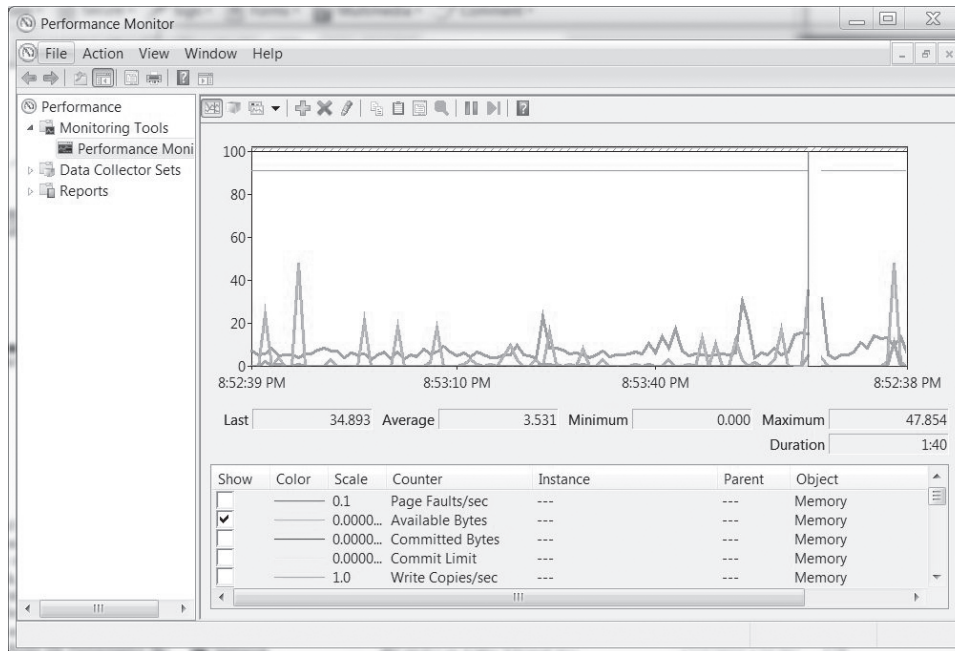 Performance Monitor
File Action View Window Help
Performance
Monitoring Tools
Performance Moni
Data Collector Sets
Reports
100
80
60
40
20
0
8:52:39 PM 8:53:10 PM 8:53:40 PM 8:52:38 PM
Last 34.893 Average 3.531 Minimum 0.000 Maximum 47.854
Duration 1:40
Show Color Scale Counter Instance Parent Object
0.1 Page Faults/sec --- --- Memory
0.0000... Available Bytes --- --- Memory
0.0000... Committed Bytes --- --- Memory
0.0000... Commit Limit --- --- Memory
1.0 Write Copies/sec --- --- Memory